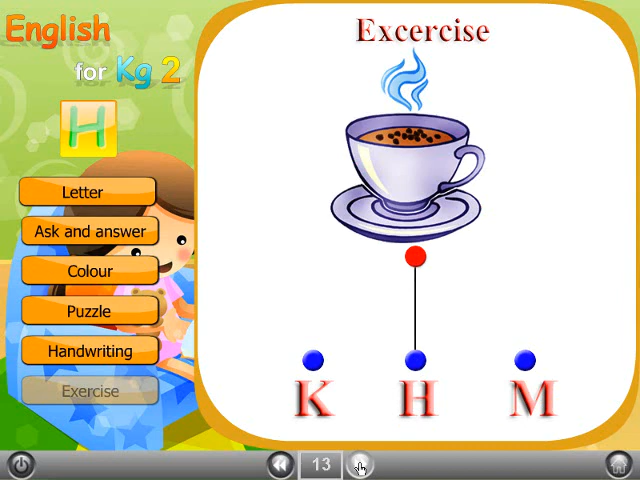 English
for Kg 2
H
Letter
Ask and answer
Colour
Puzzle
Handwriting
Exercise
Excercise
K H M
13